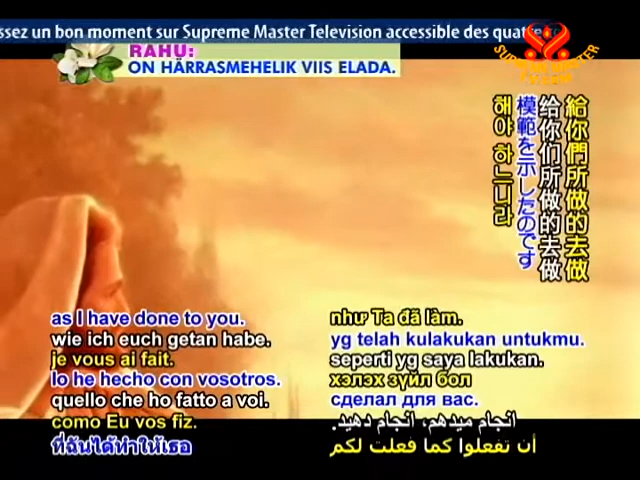 ssez un bon moment sur Supreme Master Television accessible des quatre
RAHU:
ON HÄRRASMEHELIK VIIS ELADA.
SUPREME MASTER
給你們所做的去做
给你们所做的去做
模範を示したのです
해야 하느니라
as I have done to you.
wie ich euch getan habe.
je vous ai fait.
lo he hecho con vosotros.
quello che ho fatto a voi.
como Eu vos fiz.
ที่ฉันได้ทำให้เธอ
như Ta đã làm.
yg telah kulakukan untukmu.
seperti yg saya lakukan.
хэлэх зүйл бол
сделал для вас.
انجام میدهم، انجام دهید.
أن تفعلوا كما فعلت لكم